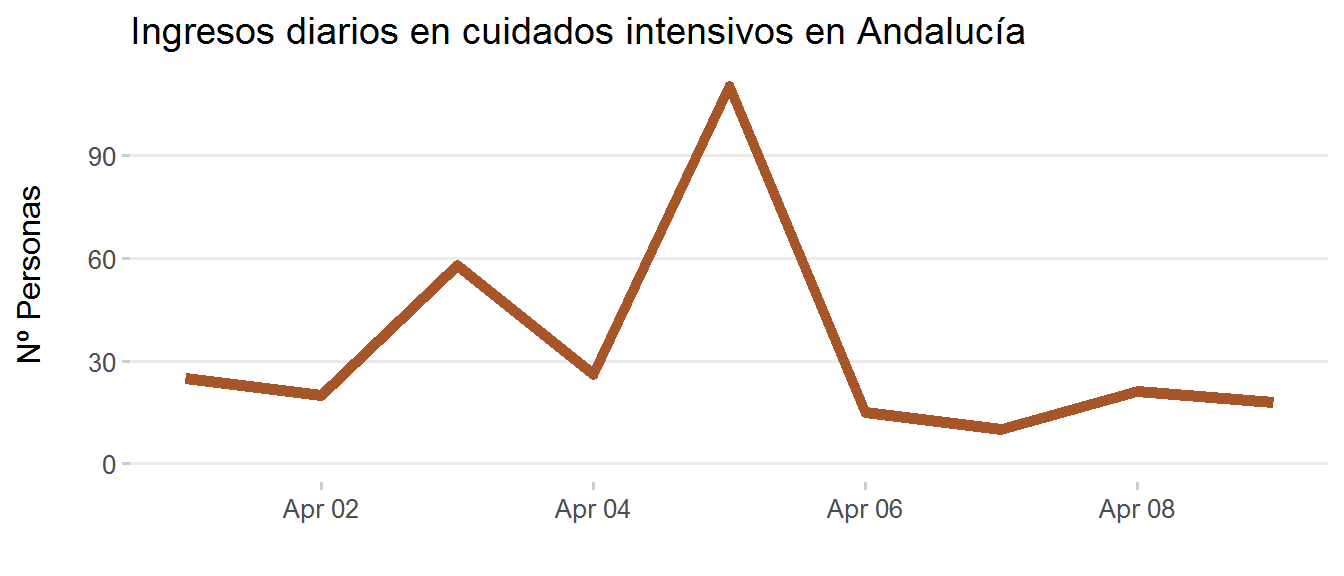 Ingresos diarios en cuidados intensivos en Andalucía
Nº Personas
90
60
30
0
Apr 02
Apr 04
Apr 06
Apr 08